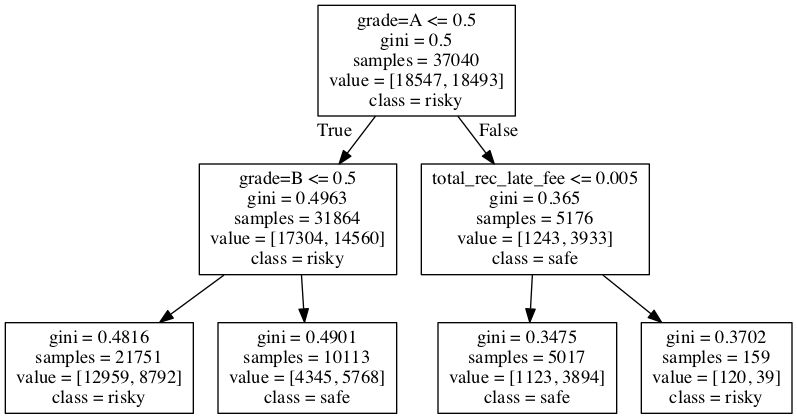 grade=A <= 0.5
gini = 0.5
samples = 37040
value = [18547, 18493]
class = risky
True
False
grade=B <= 0.5
gini = 0.4963
samples = 31864
value = [17304, 14560]
class = risky
total_rec_late_fee <= 0.005
gini = 0.365
samples = 5176
value = [1243, 3933]
class = safe
gini = 0.4816
samples = 21751
value = [12959, 8792]
class = risky
gini = 0.4901
samples = 10113
value = [4345, 5768]
class = safe
gini = 0.3475
samples = 5017
value = [1123, 3894]
class = safe
gini = 0.3702
samples = 159
value = [120, 39]
class = risky